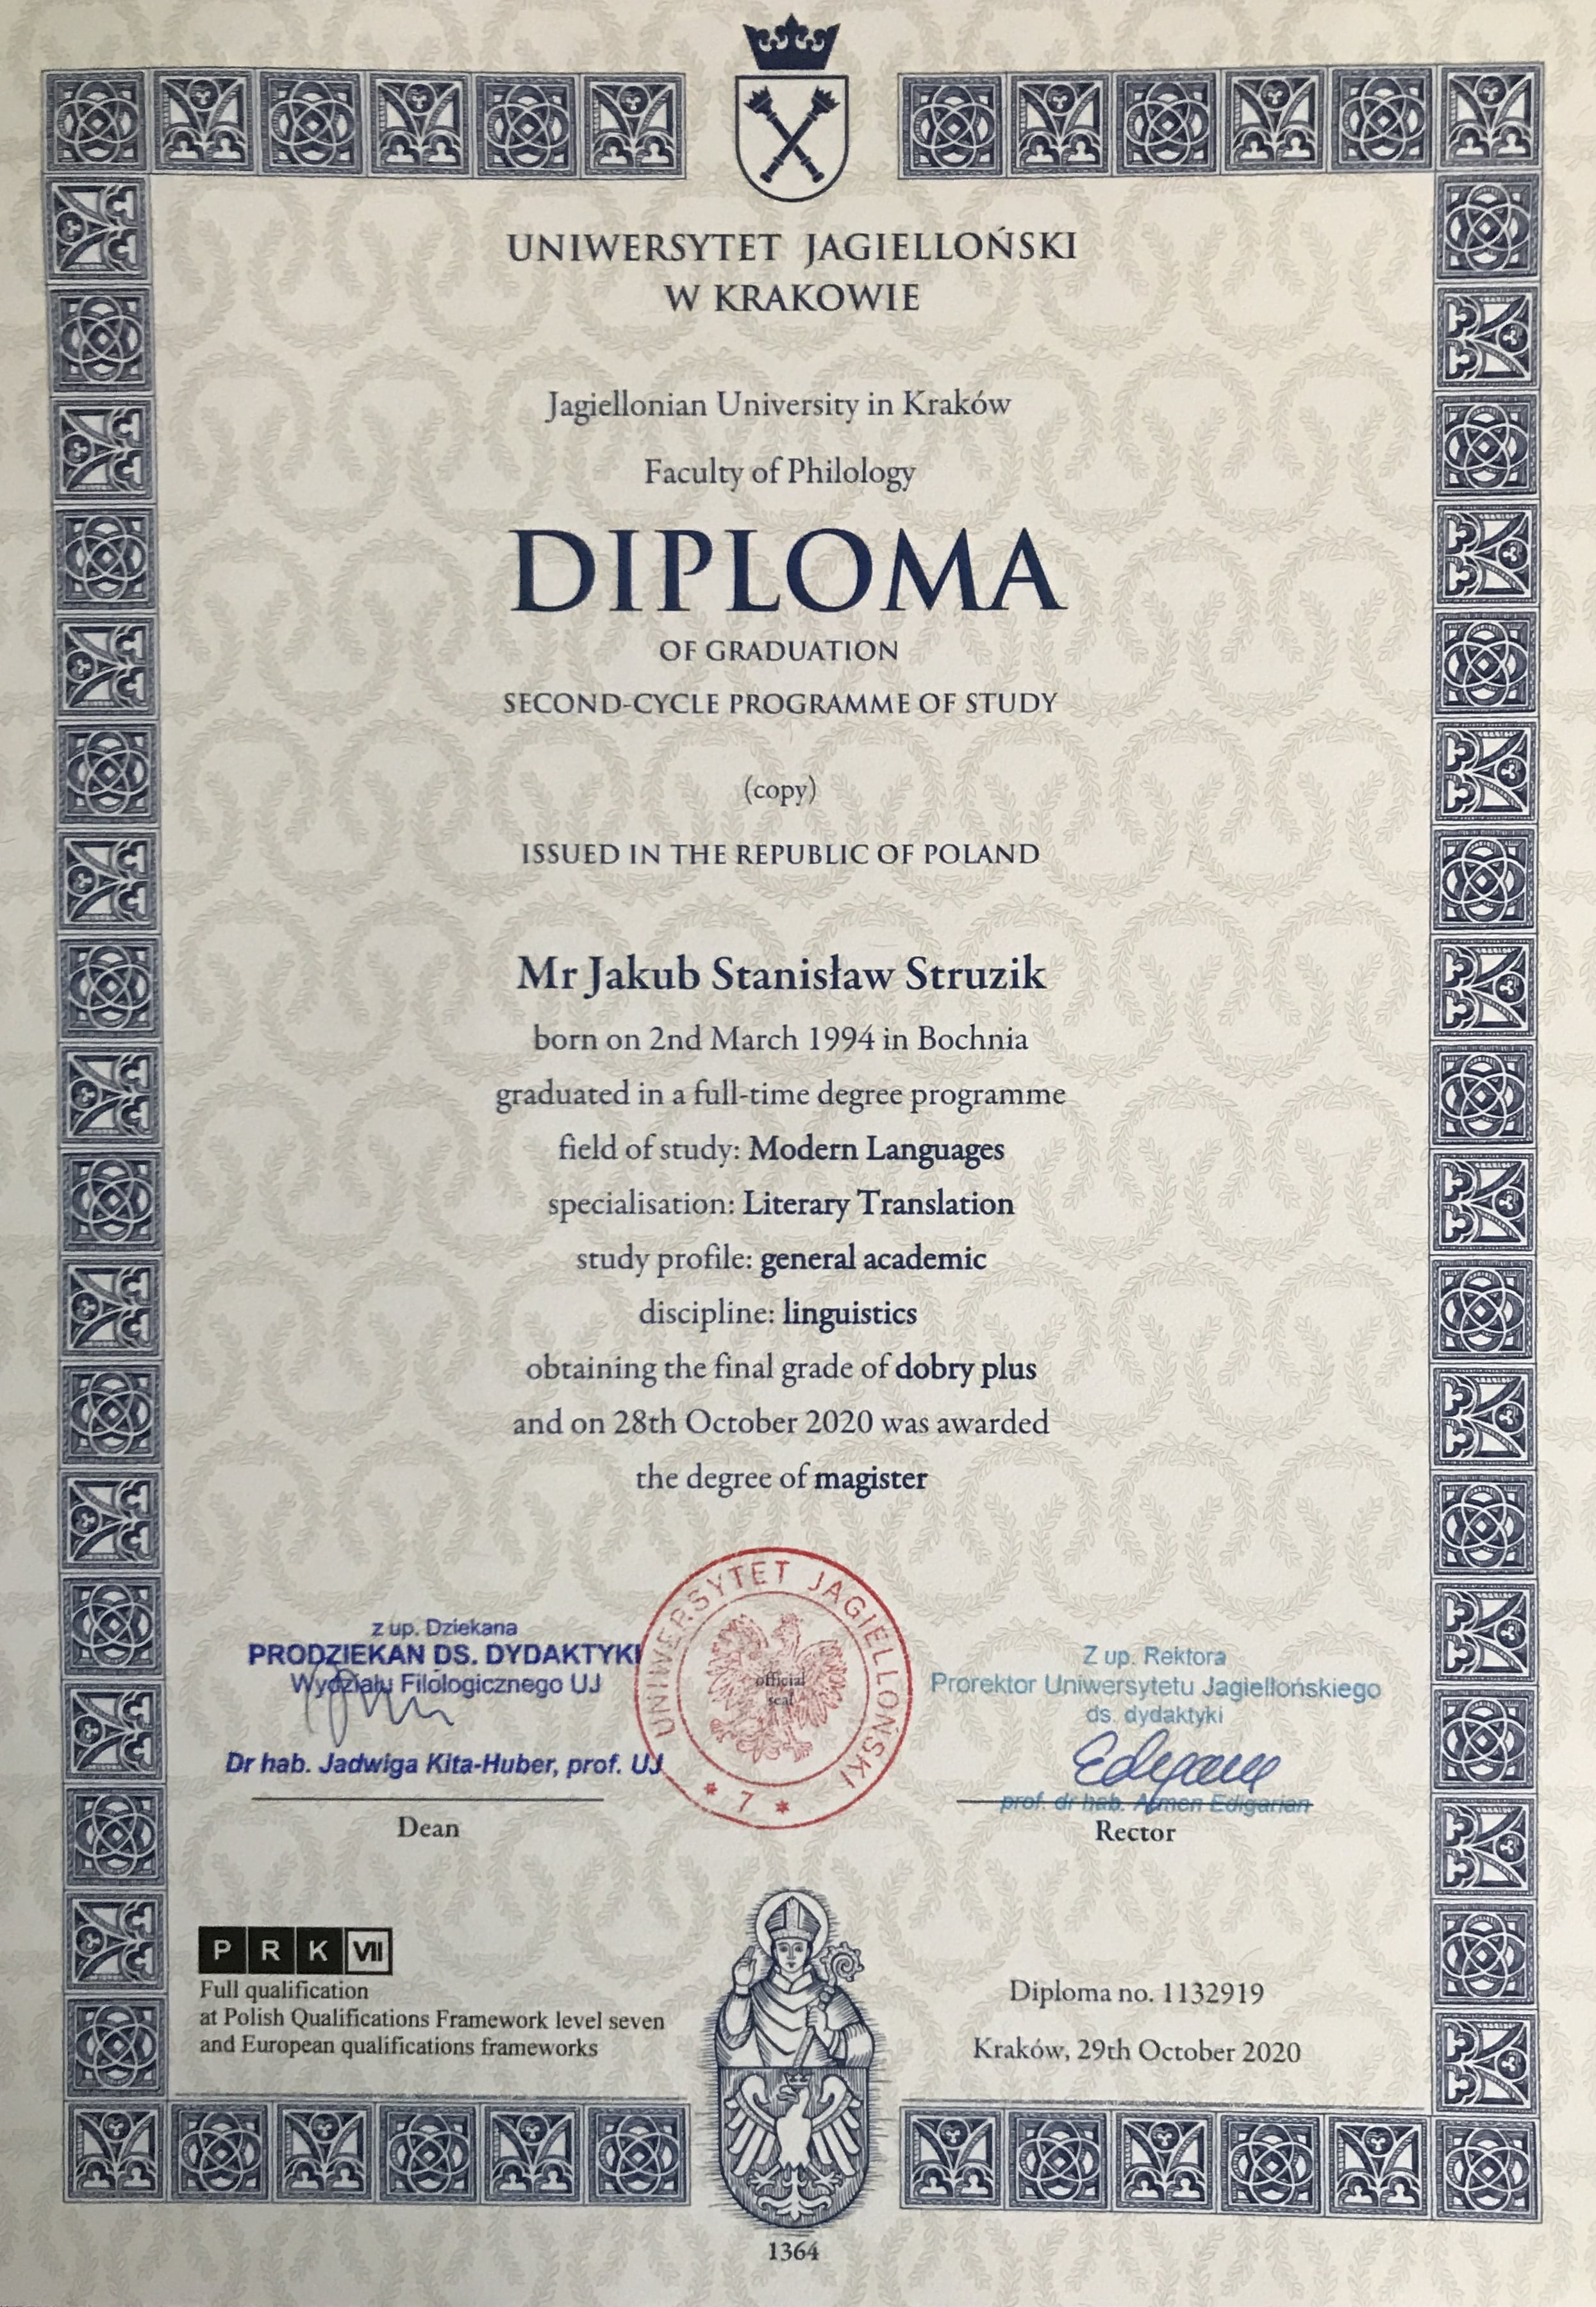 UNIWERSYTET JAGIELLOŃSKI
W KRAKOWIE
Jagiellonian University in Kraków
Faculty of Philology
DIPLOMA
OF GRADUATION
SECOND-CYCLE PROGRAMME OF STUDY
(copy)
ISSUED IN THE REPUBLIC OF POLAND
Mr Jakub Stanisław Struzik
born on 2nd March 1994 in Bochnia
graduated in a full-time degree programme
field of study: Modern Languages
specialisation: Literary Translation
study profile: general academic
discipline: linguistics
obtaining the final grade of dobry plus
and on 28th October 2020 was awarded
the degree of magister
z up. Dziekana
PRODZIEKAN DS. DYDAKTYKI
Wydziału Filologicznego UJ
Dr hab. Jadwiga Kita-Huber, prof. UJ
Dean
UNIWERSYTET JAGIELLOŃSKI
* 7 *
official
seal
Z up. Rektora
Prorektor Uniwersytetu Jagiellońskiego
ds. dydaktyki
prof. dr hab. Armen Edigarian
Rector
P R K VII
Full qualification
at Polish Qualifications Framework level seven
and European qualifications frameworks
Diploma no. 1132919
Kraków, 29th October 2020
1364